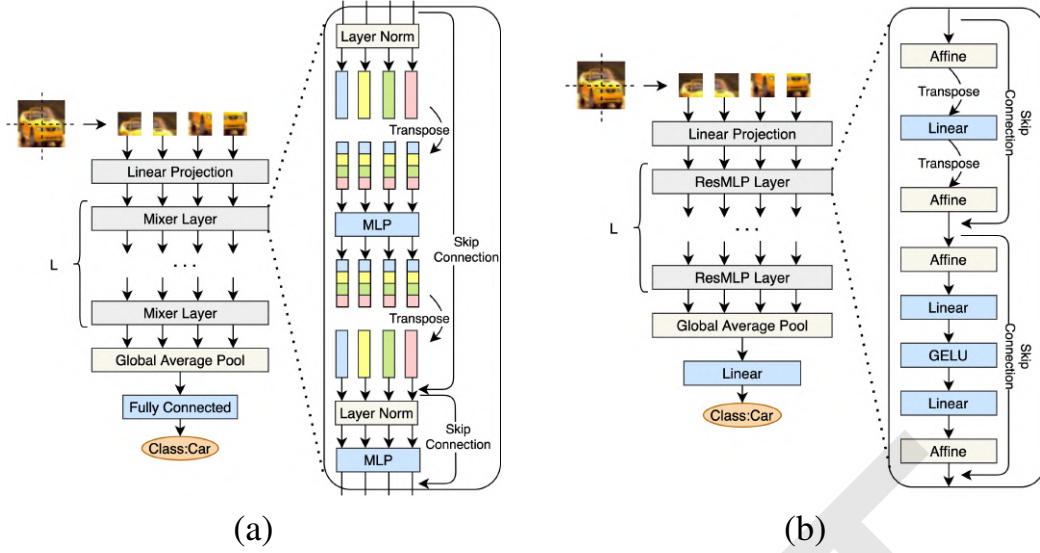 Linear Projection
L
Mixer Layer
...
Mixer Layer
Global Average Pool
Fully Connected
Class:Car
Layer Norm
Transpose
MLP
Skip
Connection
Transpose
Layer Norm
Skip
Connection
MLP
(a)
Linear Projection
L
ResMLP Layer
...
ResMLP Layer
Global Average Pool
Linear
Class:Car
Affine
Transpose
Linear
Transpose
Affine
Skip
Connection
Affine
Linear
GELU
Linear
Affine
Skip
Connection
(b)